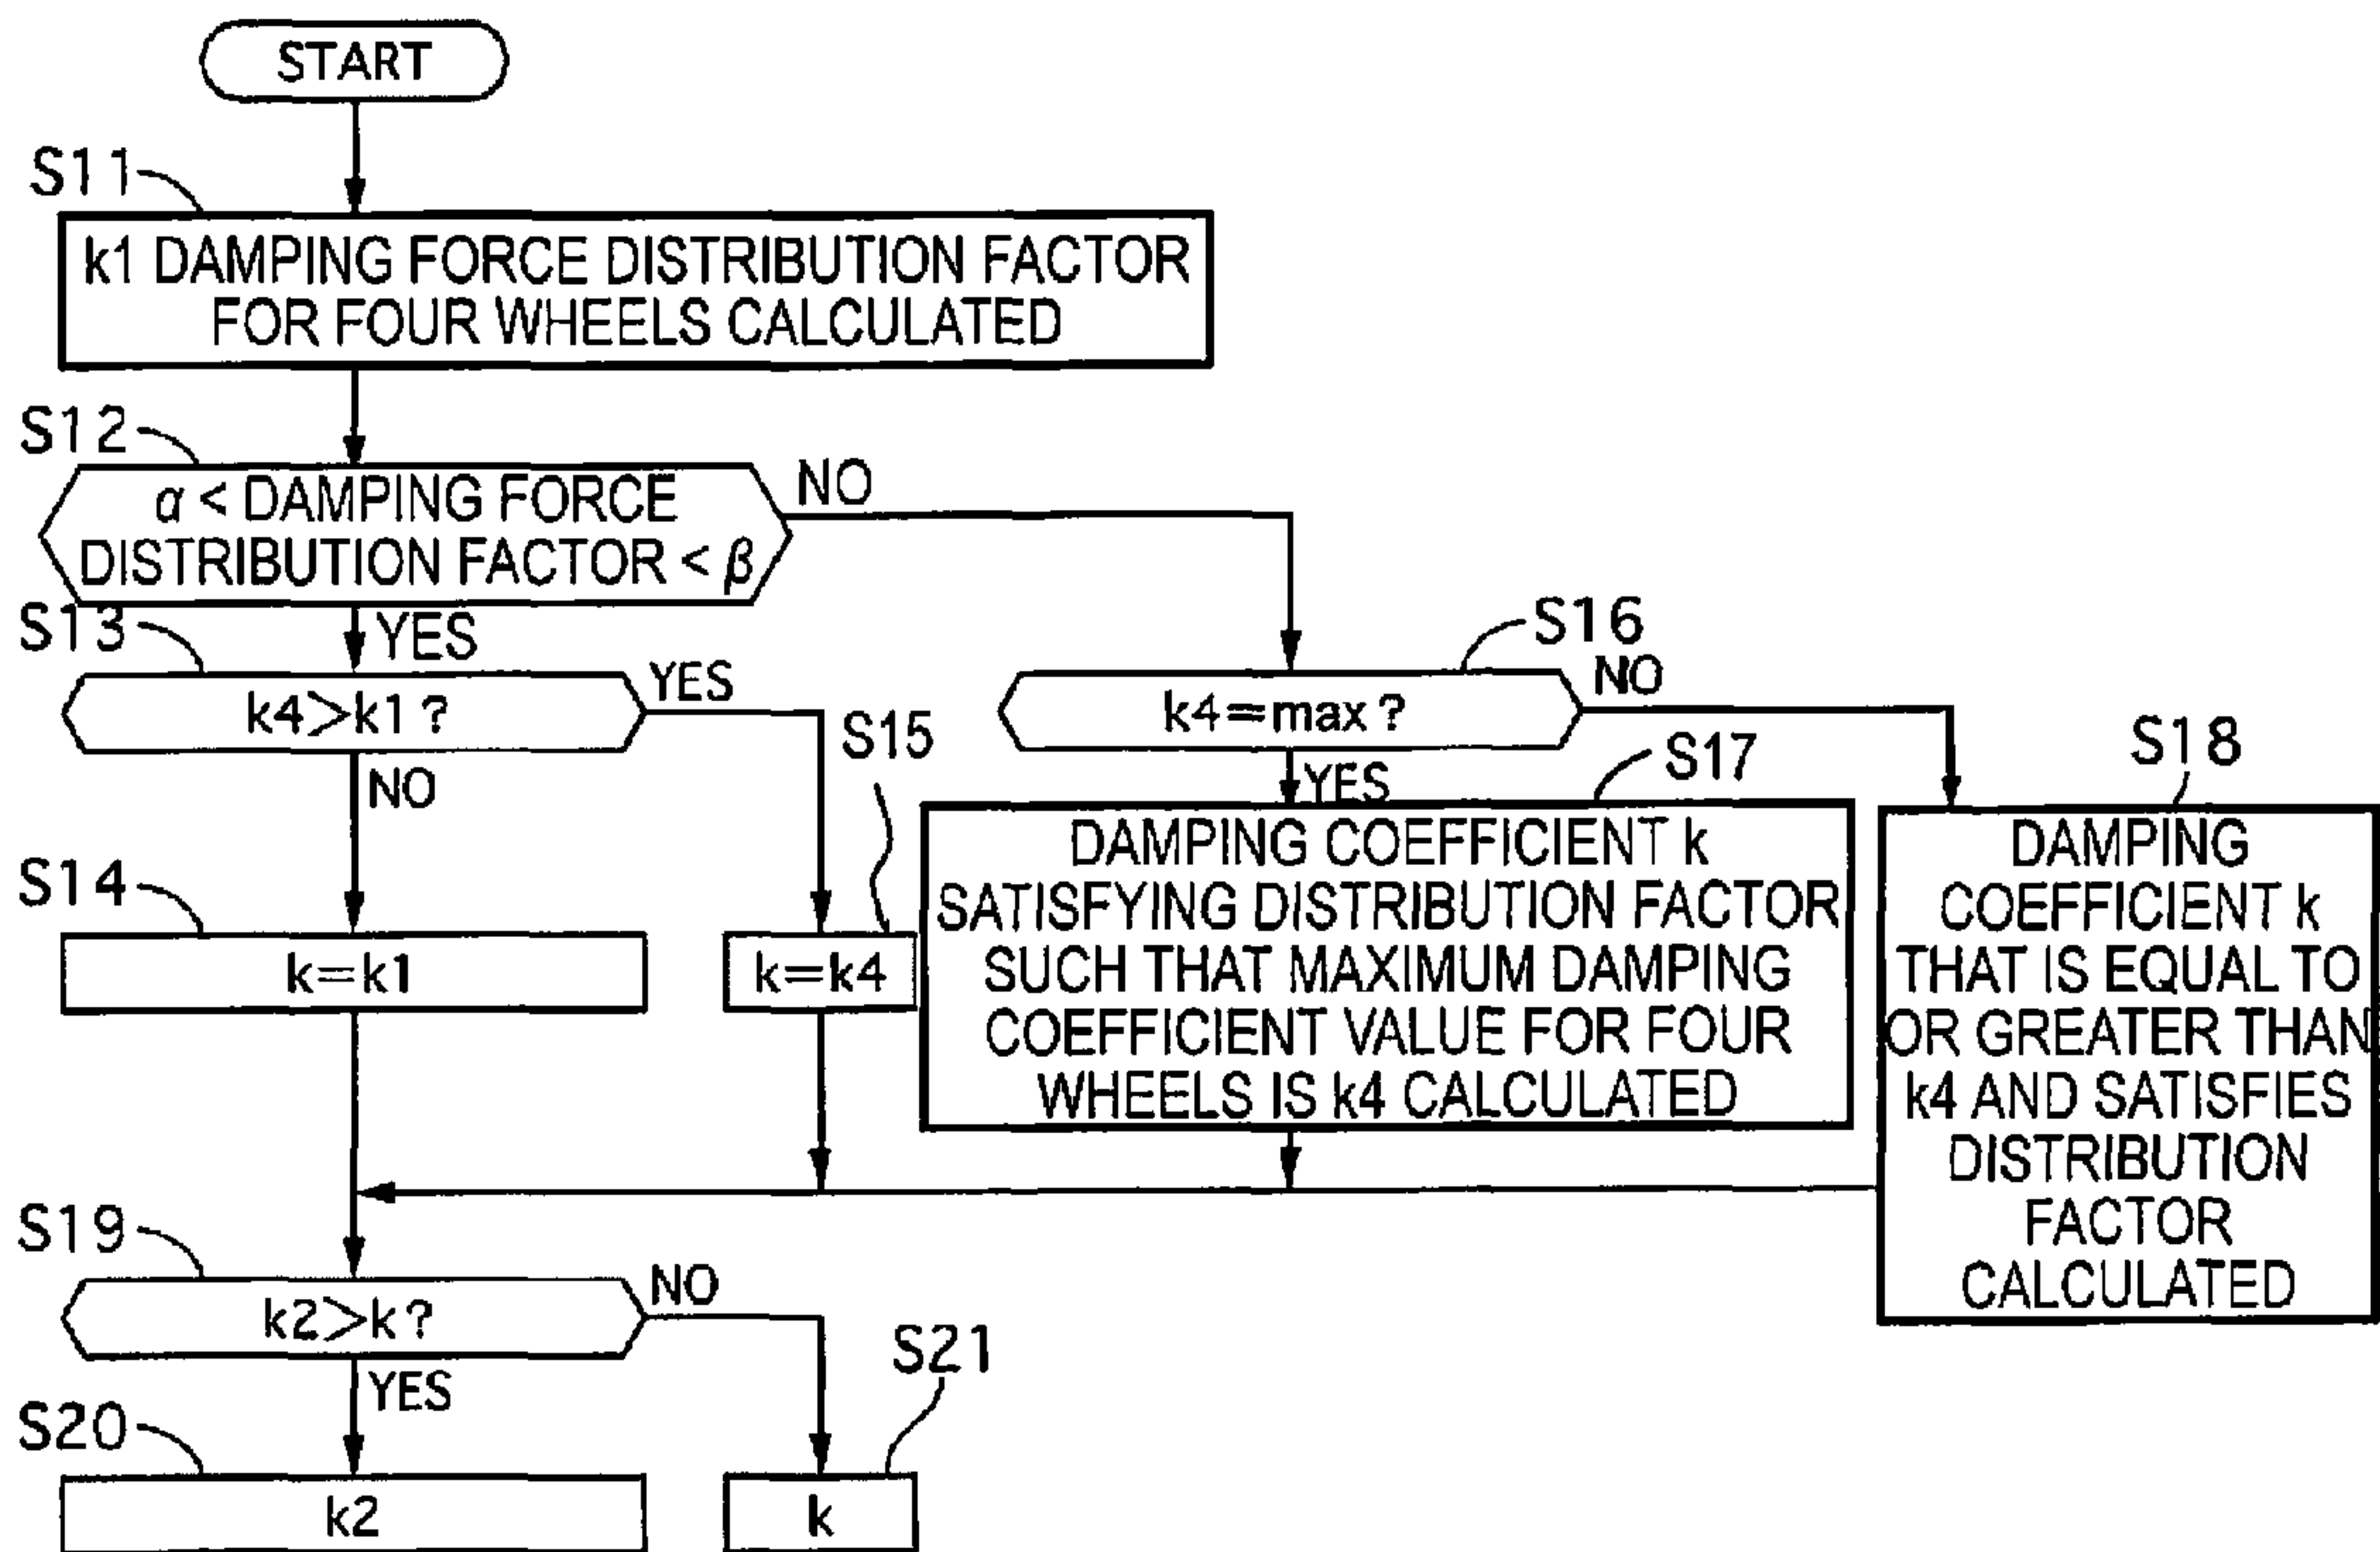 START
S11
k1 DAMPING FORCE DISTRIBUTION FACTOR
FOR FOUR WHEELS CALCULATED
S12
α < DAMPING FORCE
DISTRIBUTION FACTOR < β
NO
YES
S13
k4>k1?
YES
NO
S16
k4=max?
NO
YES
S14
k=k1
S15
k=k4
S17
DAMPING COEFFICIENT k
SATISFYING DISTRIBUTION FACTOR
SUCH THAT MAXIMUM DAMPING
COEFFICIENT VALUE FOR FOUR
WHEELS IS k4 CALCULATED
S18
DAMPING
COEFFICIENT k
THAT IS EQUAL TO
OR GREATER THAN
k4 AND SATISFIES
DISTRIBUTION
FACTOR
CALCULATED
S19
k2>k?
NO
YES
S20
k2
S21
k